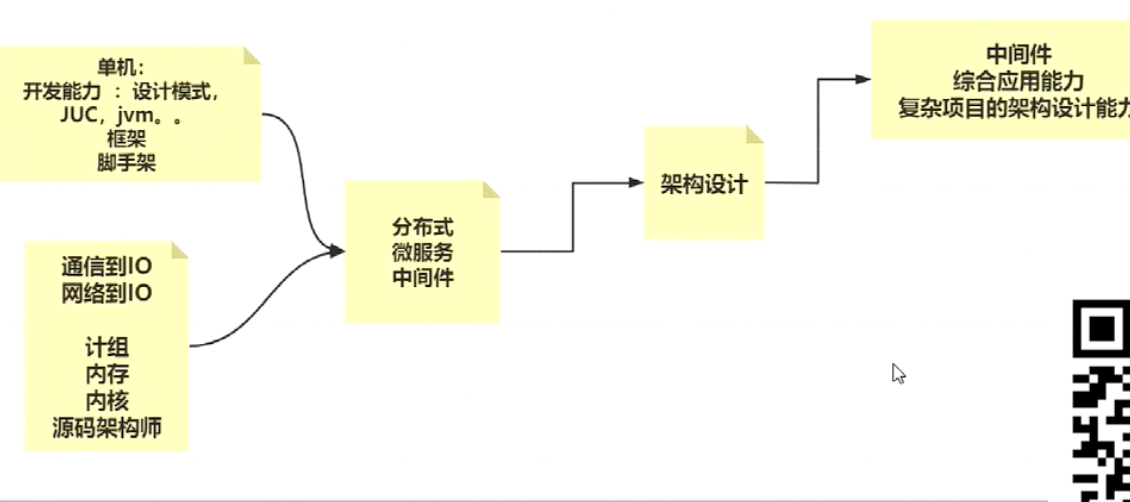 单机：
开发能力 ：设计模式，
JUC，jvm。。
框架
脚手架
通信到IO
网络到IO
计组
内存
内核
源码架构师
分布式
微服务
中间件
架构设计
中间件
综合应用能力
复杂项目的架构设计能力